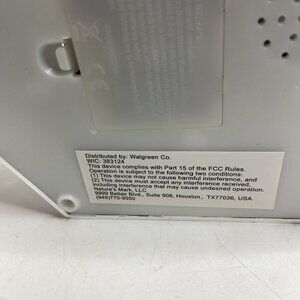 Distributed by: Walgreen Co.
WIC: 383124
This device complies with Part 15 of the FCC Rules.
Operation is subject to the following two conditions:
(1) This device may not cause harmful interference, and
(2) This device must accept any interference received,
including interference that may cause undesired operation.
Nature's Mark, LLC
9999 Bellaire Blvd., Suite 908, Houston, TX77036, USA
(949)770-9550